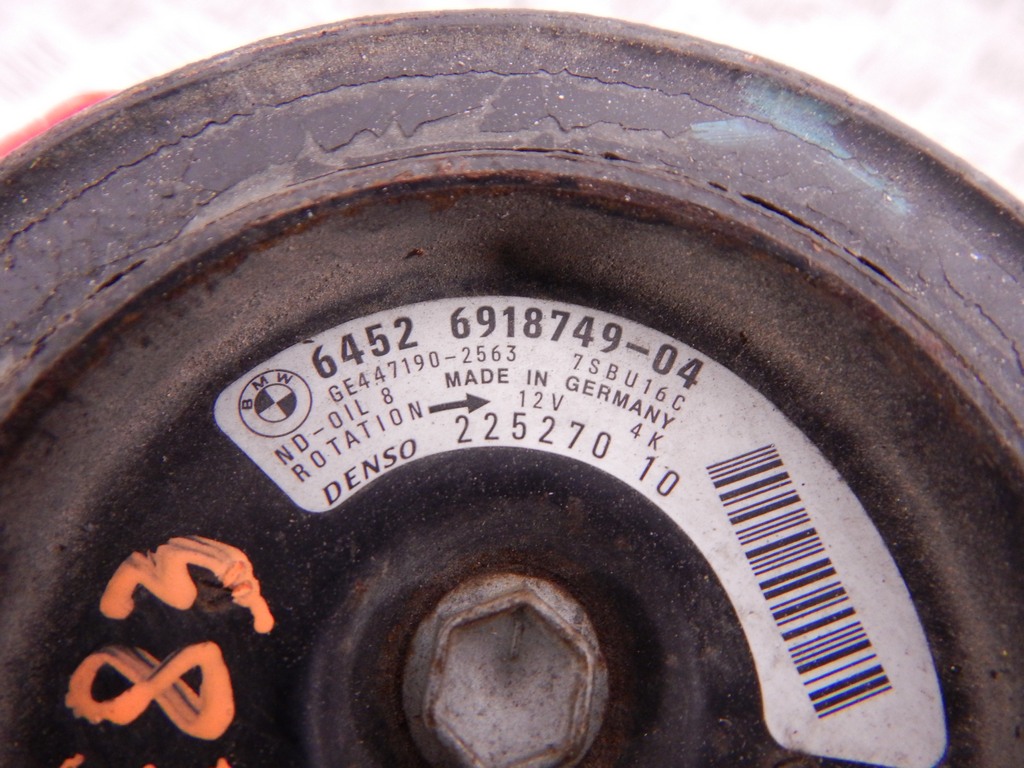 BMW
6452 6918749-04
GE447190-2563 7SBU16C
ND-OIL 8 MADE IN GERMANY
ROTATION 12V 4K
DENSO 225270 10
38